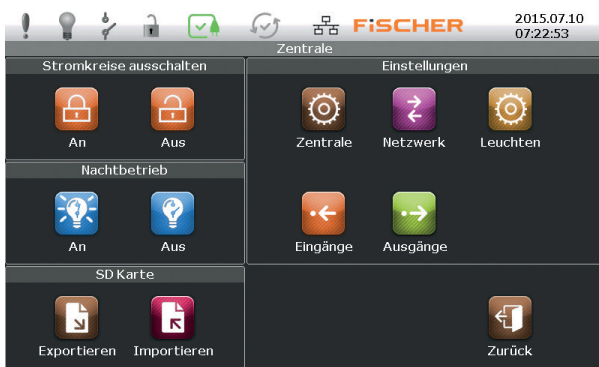 FiSCHER
2015.07.10
07:22:53
Zentrale
Stromkreise ausschalten
An
Aus
Einstellungen
Zentrale
Netzwerk
Leuchten
Nachtbetrieb
An
Aus
Eingänge
Ausgänge
SD Karte
Exportieren
Importieren
Zurück